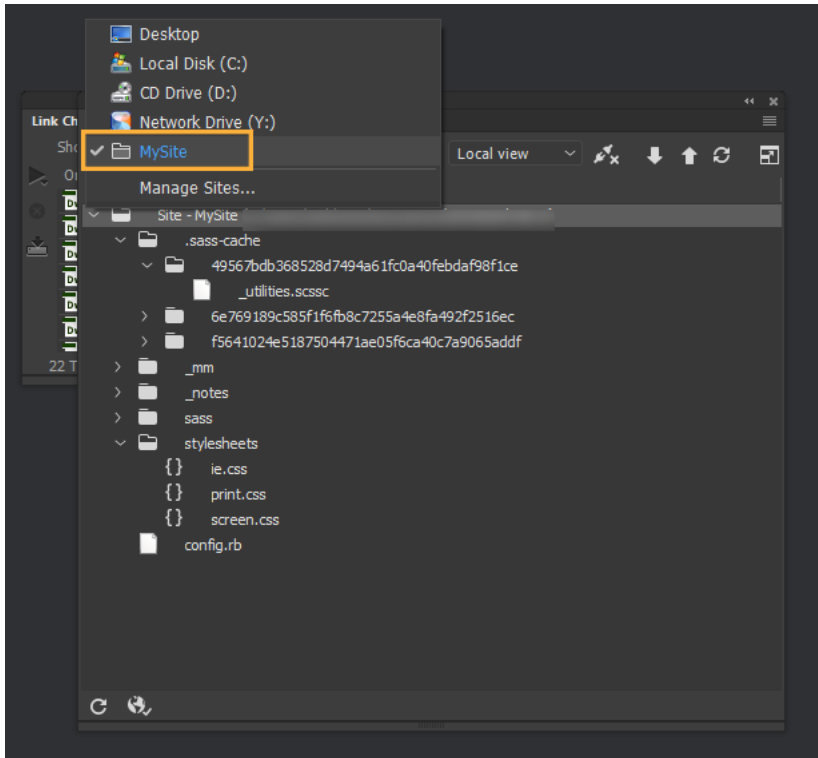 Desktop
Local Disk (C:)
CD Drive (D:)
Network Drive (Y:)
Link Ch
MySite
Local view
Manage Sites...
Site - MySite
.sass-cache
49567bdb368528d7494a61fc0a40febdaf98f1ce
_utilities.scssc
6e769189c585f1f6fb8c7255a4e8fa492f2516ec
f5641024e5187504471ae05f6ca40c7a9065addf
22 T
_mm
_notes
sass
stylesheets
{} ie.css
{} print.css
{} screen.css
config.rb